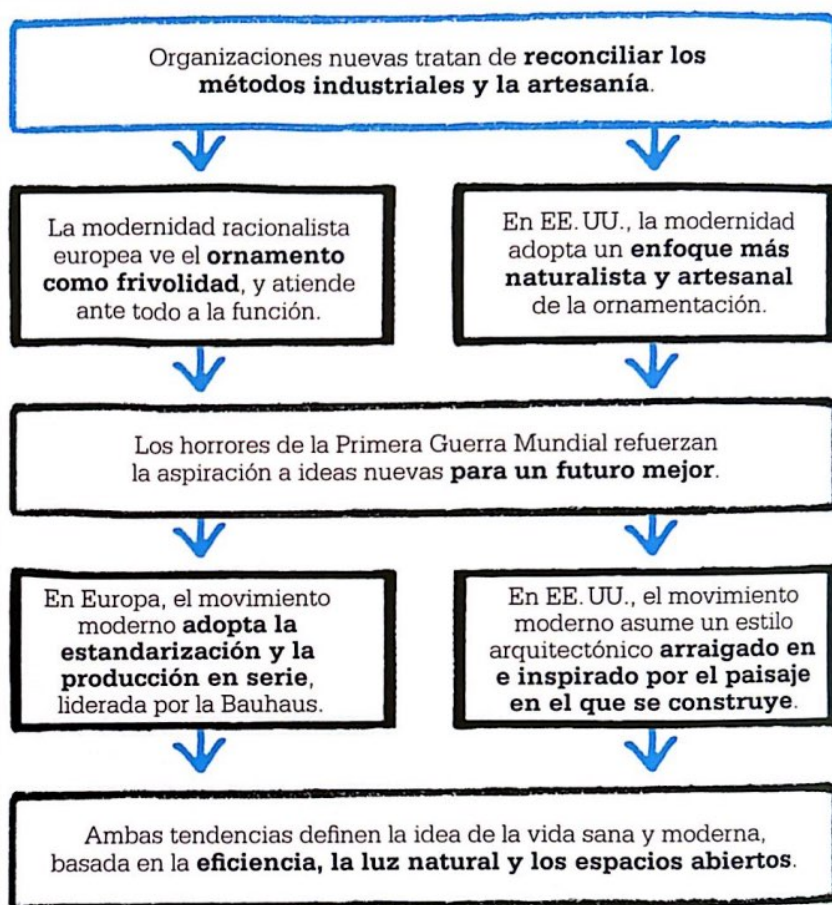 Organizaciones nuevas tratan de reconciliar los
métodos industriales y la artesanía.
La modernidad racionalista
europea ve el ornamento
como frivolidad, y atiende
ante todo a la función.
En EE. UU., la modernidad
adopta un enfoque más
naturalista y artesanal
de la ornamentación.
Los horrores de la Primera Guerra Mundial refuerzan
la aspiración a ideas nuevas para un futuro mejor.
En Europa, el movimiento
moderno adopta la
estandarización y la
producción en serie,
liderada por la Bauhaus.
En EE. UU., el movimiento
moderno asume un estilo
arquitectónico arraigado en
e inspirado por el paisaje
en el que se construye.
Ambas tendencias definen la idea de la vida sana y moderna,
basada en la eficiencia, la luz natural y los espacios abiertos.